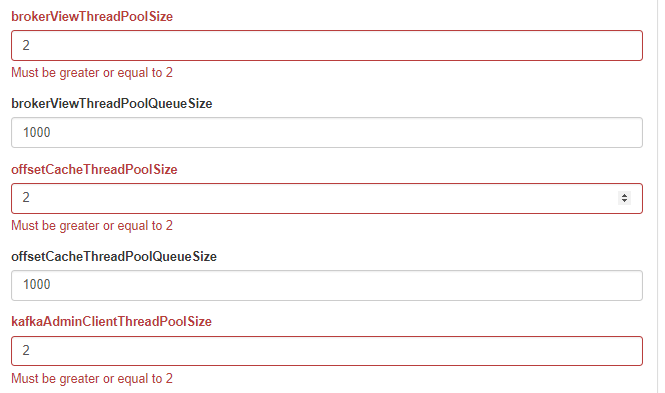 brokerViewThreadPoolSize
2
Must be greater or equal to 2
brokerViewThreadPoolQueueSize
1000
offsetCacheThreadPoolSize
2
Must be greater or equal to 2
offsetCacheThreadPoolQueueSize
1000
kafkaAdminClientThreadPoolSize
2
Must be greater or equal to 2